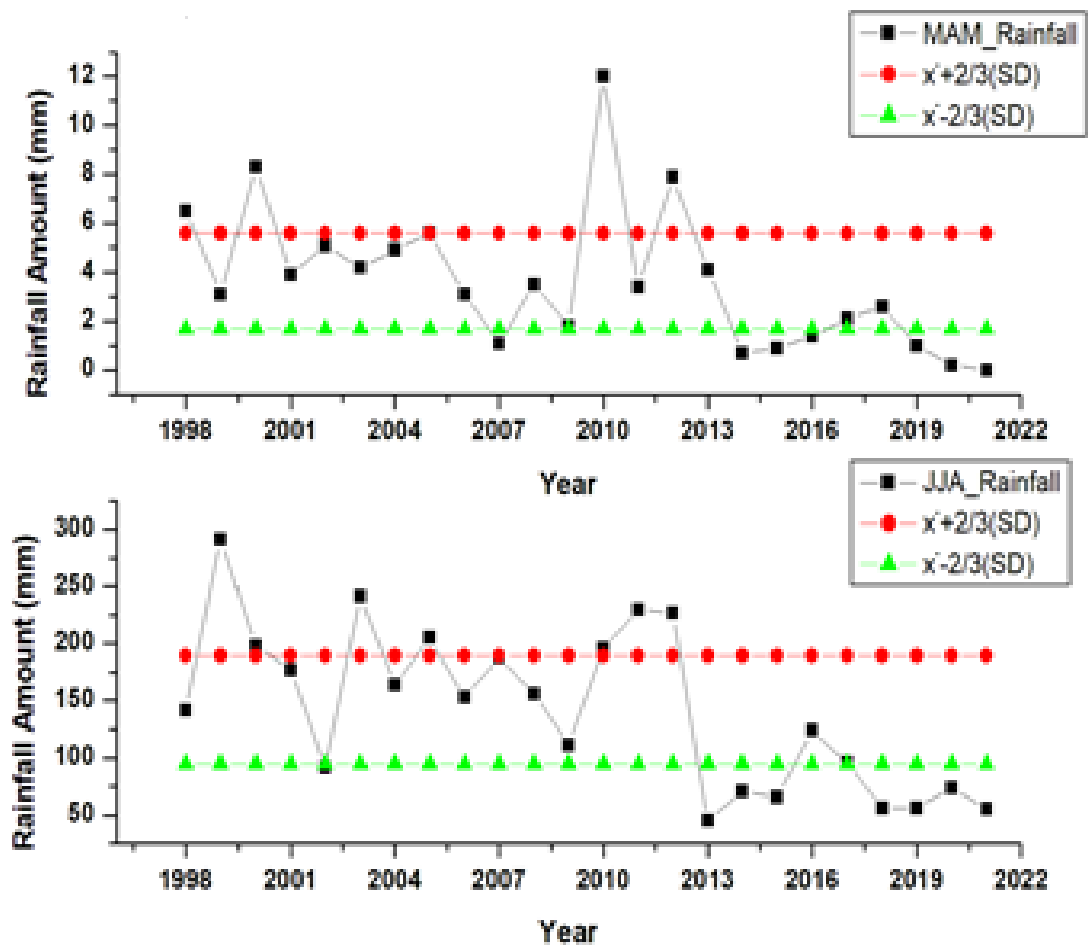 MAM_Rainfall
x'+2/3(SD)
x'-2/3(SD)
Rainfall Amount (mm)
12
10
8
6
4
2
0
1998 2001 2004 2007 2010 2013 2016 2019 2022
Year
JJA_Rainfall
x'+2/3(SD)
x'-2/3(SD)
Rainfall Amount (mm)
300
250
200
150
100
50
1998 2001 2004 2007 2010 2013 2016 2019 2022
Year